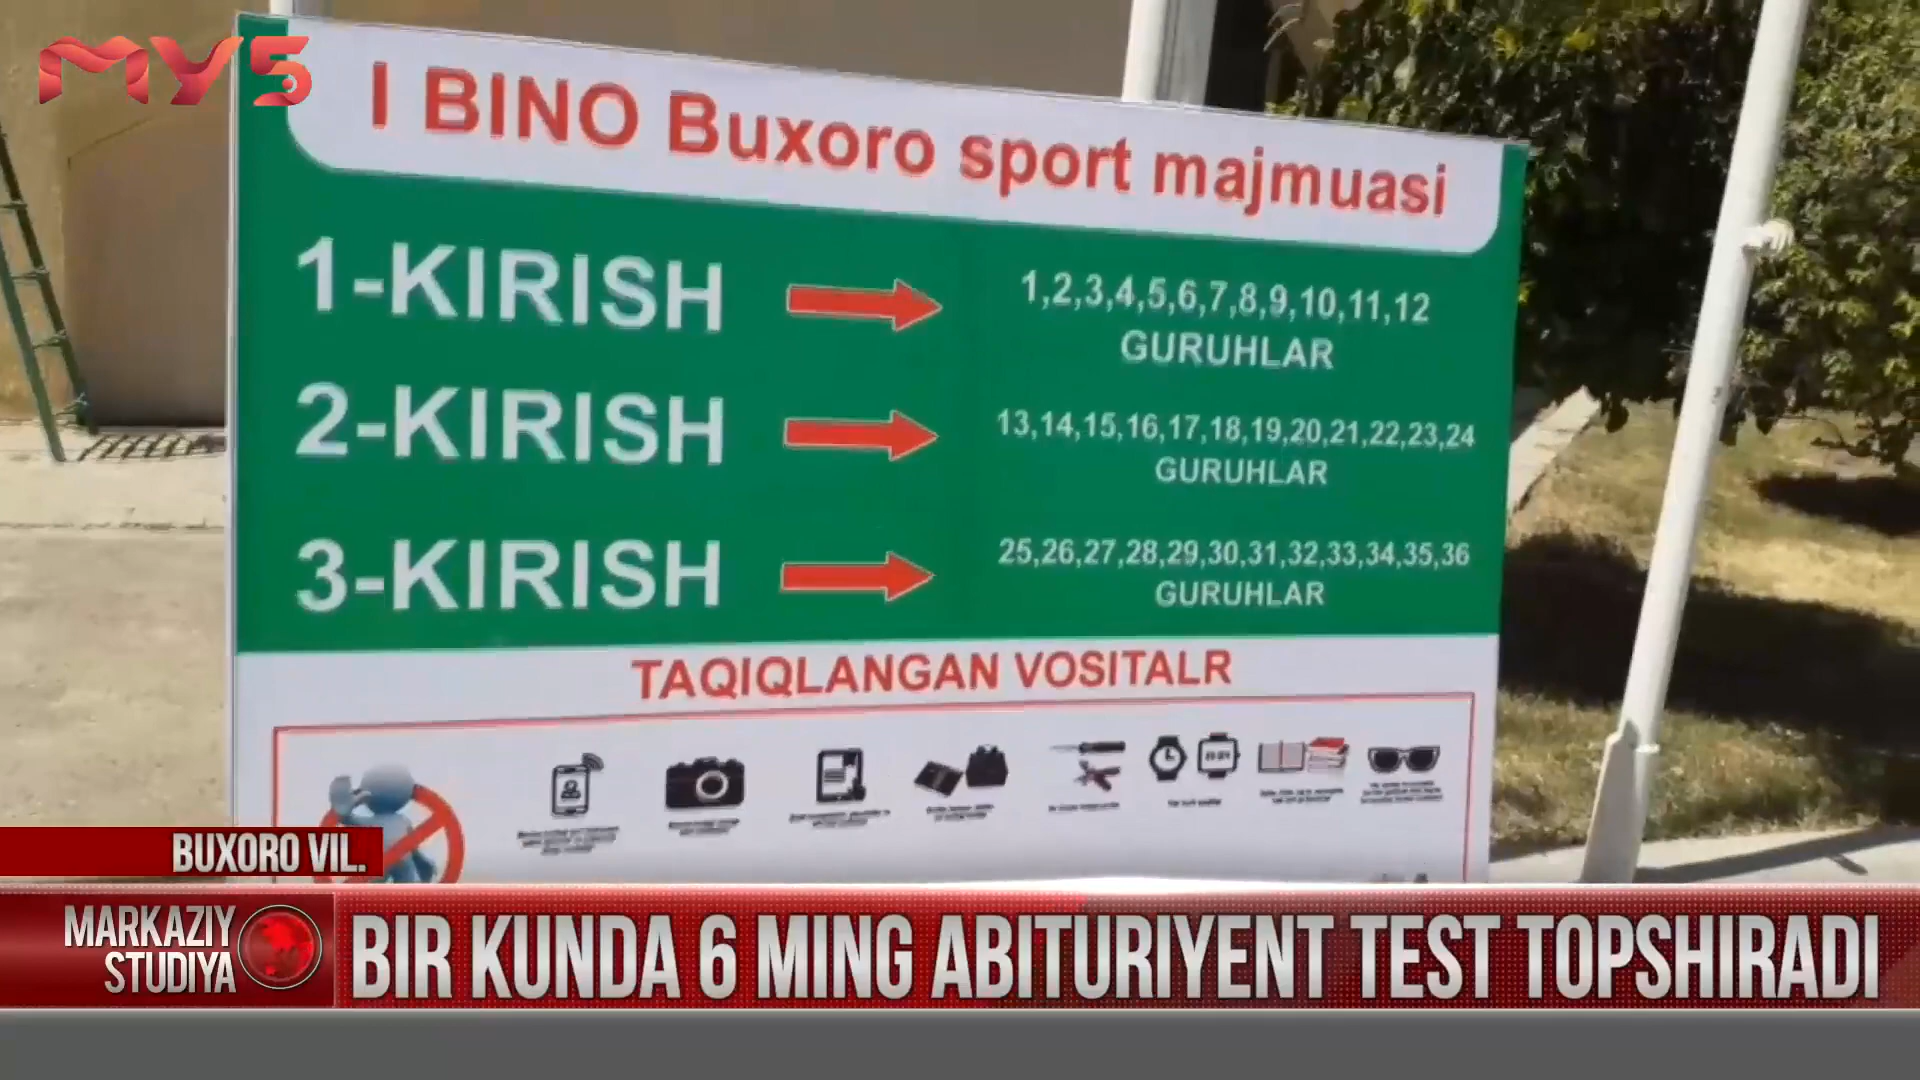 MY5
I BINO Buxoro sport majmuasi
1-KIRISH
1,2,3,4,5,6,7,8,9,10,11,12
GURUHLAR
2-KIRISH
13,14,15,16,17,18,19,20,21,22,23,24
GURUHLAR
3-KIRISH
25,26,27,28,29,30,31,32,33,34,35,36
GURUHLAR
TAQIQLANGAN VOSITALR
BUXORO VIL.
MARKAZIY
STUDIYA
BIR KUNDA 6 MING ABITURIYENT TEST TOPSHIRADI